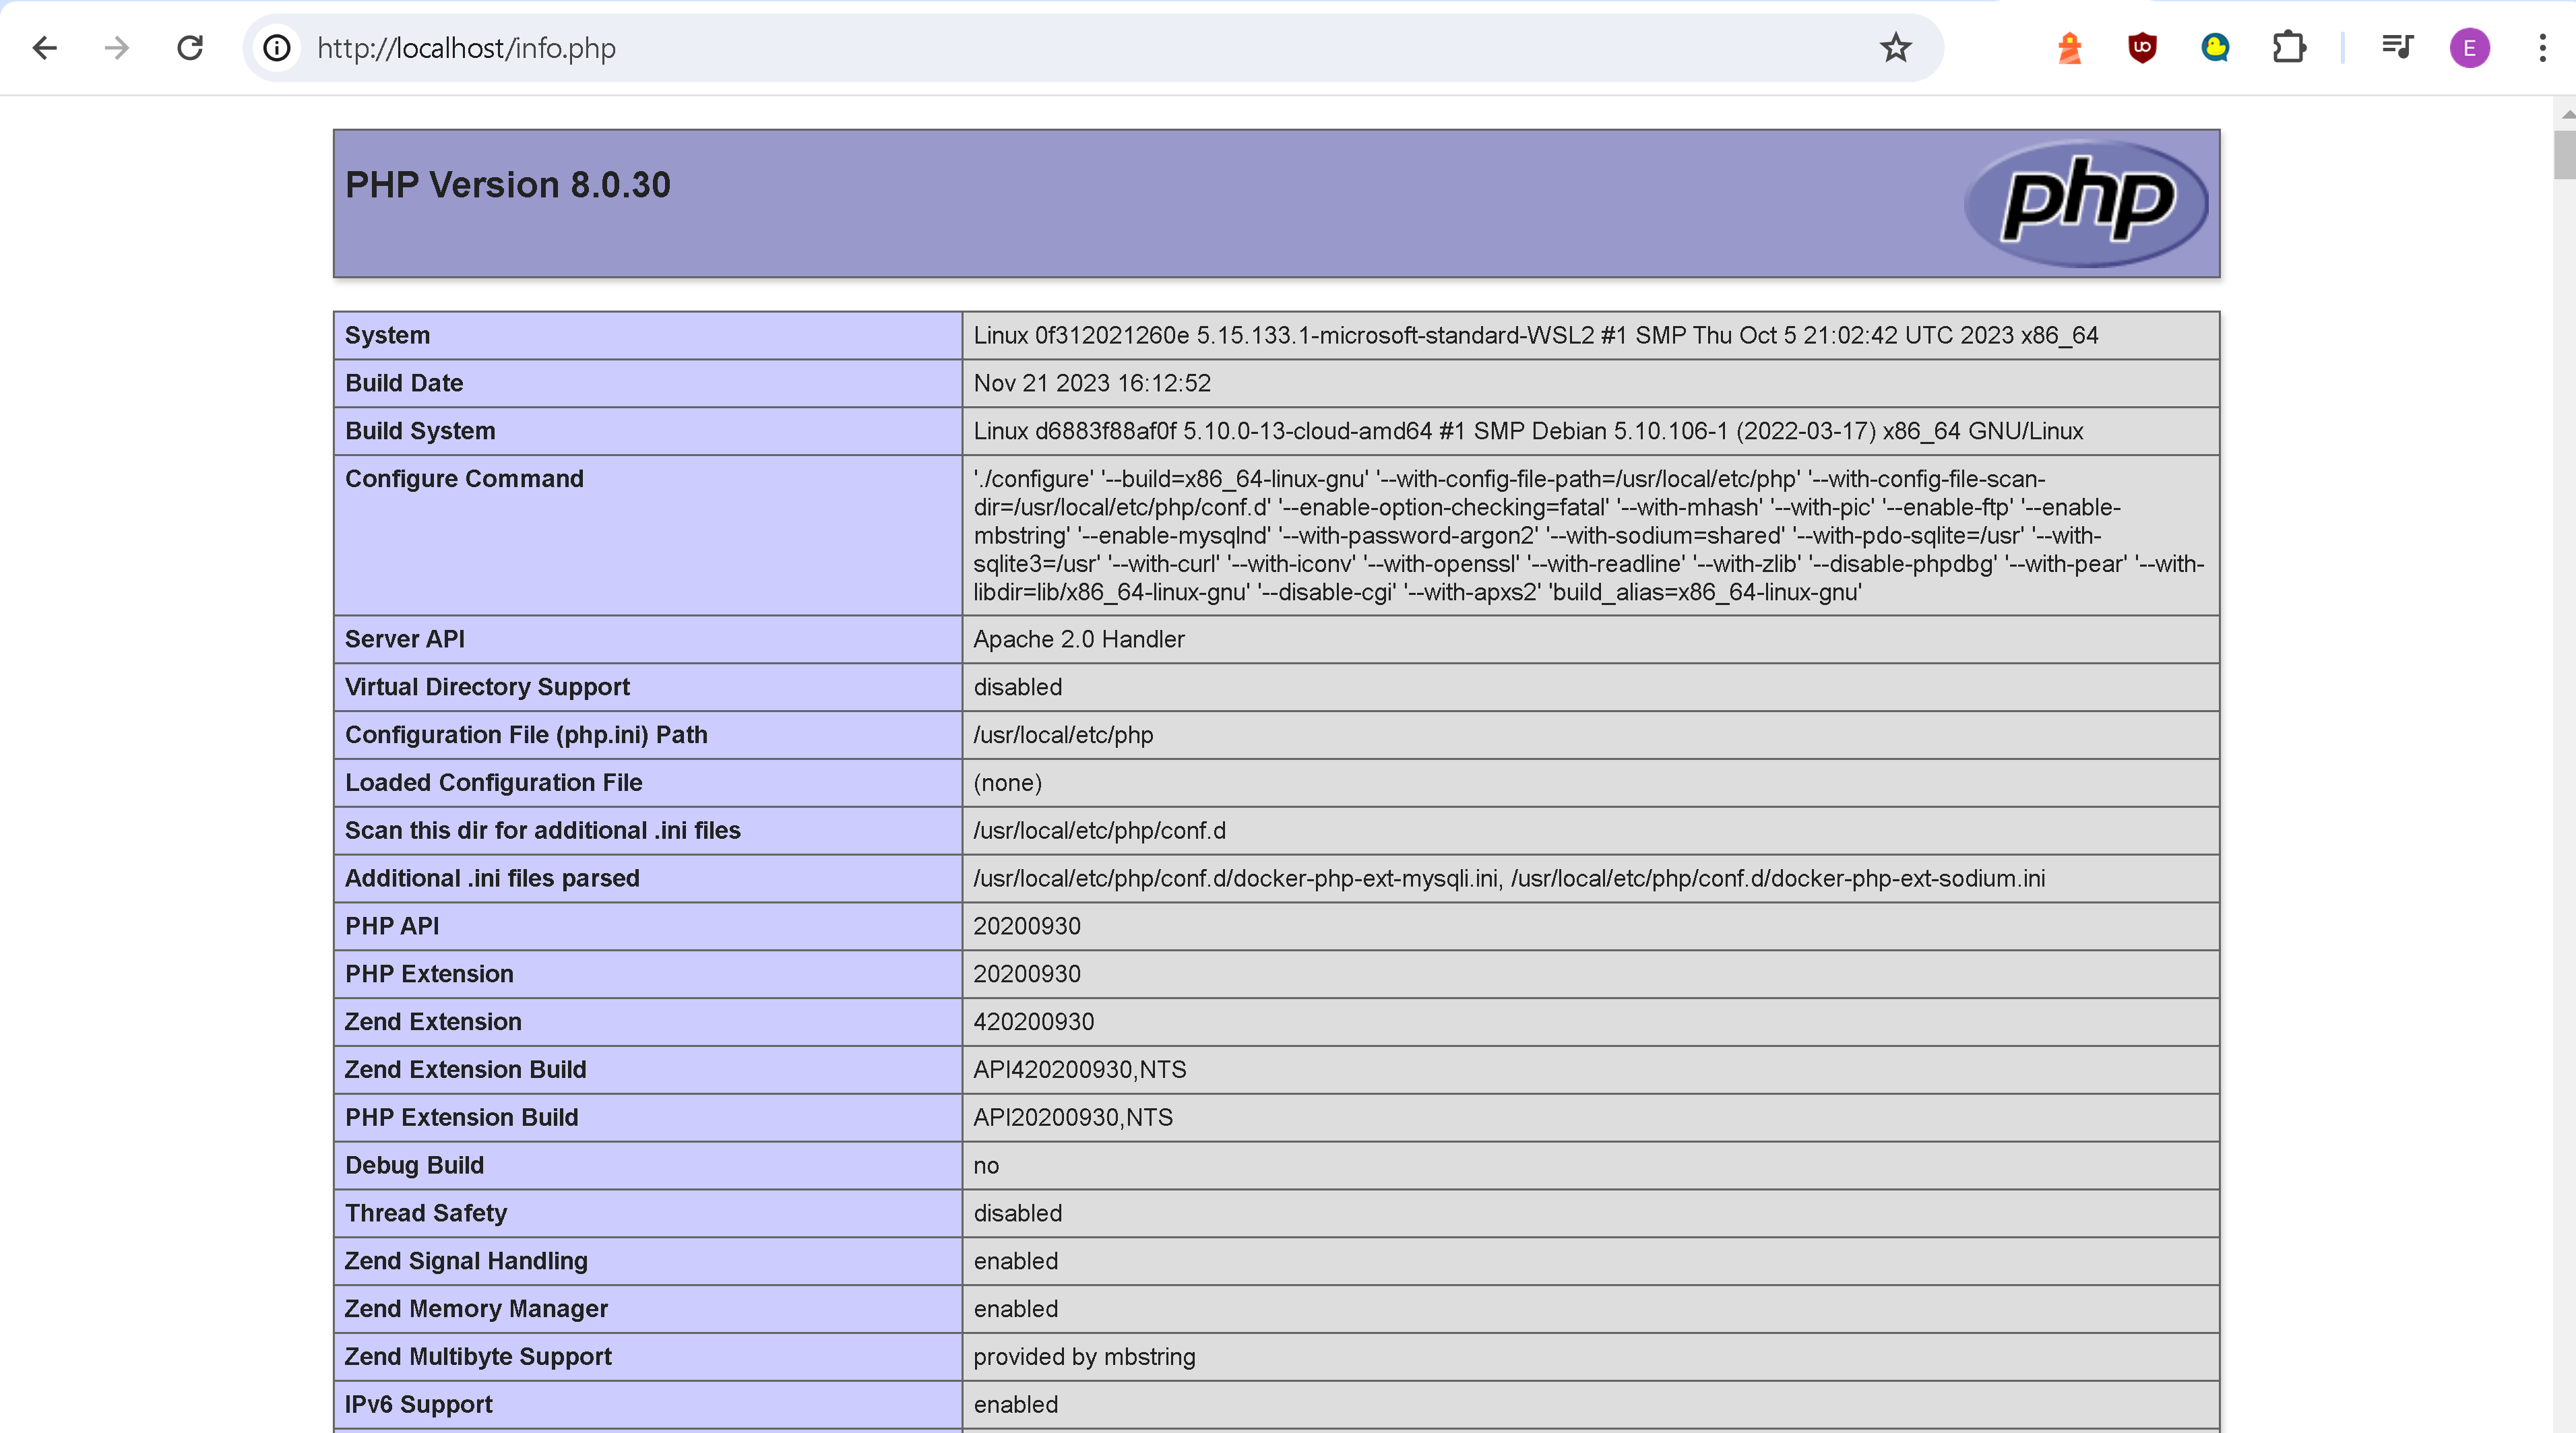 http://localhost/info.php
E
PHP Version 8.0.30
php
System
Linux 0f312021260e 5.15.133.1-microsoft-standard-WSL2 #1 SMP Thu Oct 5 21:02:42 UTC 2023 x86_64
Build Date
Nov 21 2023 16:12:52
Build System
Linux d6883f88af0f 5.10.0-13-cloud-amd64 #1 SMP Debian 5.10.106-1 (2022-03-17) x86_64 GNU/Linux
Configure Command
'./configure' '--build=x86_64-linux-gnu' '--with-config-file-path=/usr/local/etc/php' '--with-config-file-scan-
dir=/usr/local/etc/php/conf.d' '--enable-option-checking=fatal' '--with-mhash' '--with-pic' '--enable-ftp' '--enable-
mbstring' '--enable-mysqlnd' '--with-password-argon2' '--with-sodium=shared' '--with-pdo-sqlite=/usr' '--with-
sqlite3=/usr' '--with-curl' '--with-iconv' '--with-openssl' '--with-readline' '--with-zlib' '--disable-phpdbg' '--with-pear' '--with-
libdir=lib/x86_64-linux-gnu' '--disable-cgi' '--with-apxs2' 'build_alias=x86_64-linux-gnu'
Server API
Apache 2.0 Handler
Virtual Directory Support
disabled
Configuration File (php.ini) Path
/usr/local/etc/php
Loaded Configuration File
(none)
Scan this dir for additional .ini files
/usr/local/etc/php/conf.d
Additional .ini files parsed
/usr/local/etc/php/conf.d/docker-php-ext-mysqli.ini, /usr/local/etc/php/conf.d/docker-php-ext-sodium.ini
PHP API
20200930
PHP Extension
20200930
Zend Extension
420200930
Zend Extension Build
API420200930,NTS
PHP Extension Build
API20200930,NTS
Debug Build
no
Thread Safety
disabled
Zend Signal Handling
enabled
Zend Memory Manager
enabled
Zend Multibyte Support
provided by mbstring
IPv6 Support
enabled